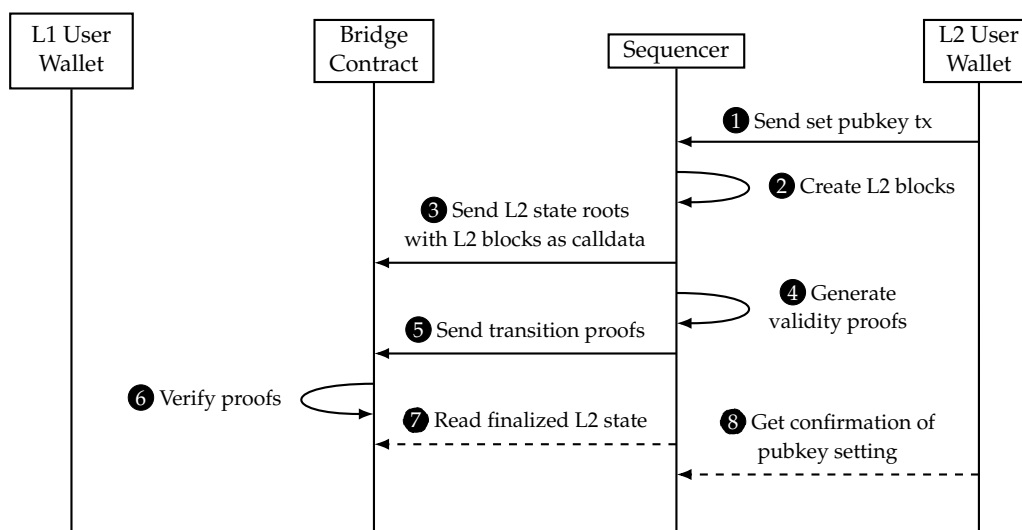 L1 User
Wallet
Bridge
Contract
Sequencer
L2 User
Wallet
1 Send set pubkey tx
2 Create L2 blocks
3 Send L2 state roots
with L2 blocks as calldata
4 Generate
validity proofs
5 Send transition proofs
6 Verify proofs
7 Read finalized L2 state
8 Get confirmation of
pubkey setting